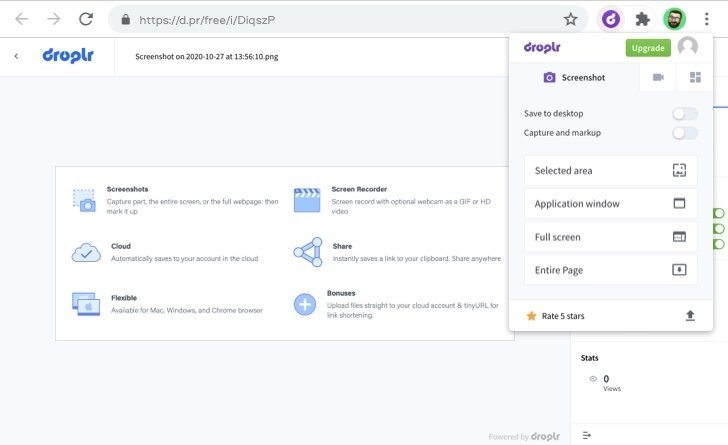 https://d.pr/free/i/DiqszP
droplr
Screenshot on 2020-10-27 at 13:56:10.png
droplr
Upgrade
Screenshot
Save to desktop
Capture and markup
Selected area
Application window
Full screen
Entire Page
Rate 5 stars
Screenshots
Capture part, the entire screen, or the full webpage: then
mark it up
Screen Recorder
Screen record with optional webcam as a GIF or HD
video
Cloud
Automatically saves to your account in the cloud
Share
Instantly saves a link to your clipboard. Share anywhere
Flexible
Available for Mac, Windows, and Chrome browser
Bonuses
Upload files straight to your cloud account & tinyURL for
link shortening.
Stats
0
Views
Powered by droplr